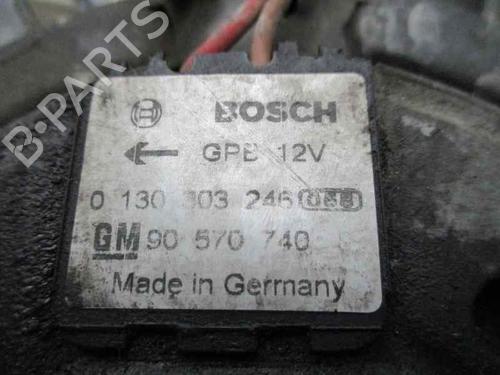 BOSCH
GPB 12V
0 130 303 246
GM 90 570 740
Made in Germany
B-Parts